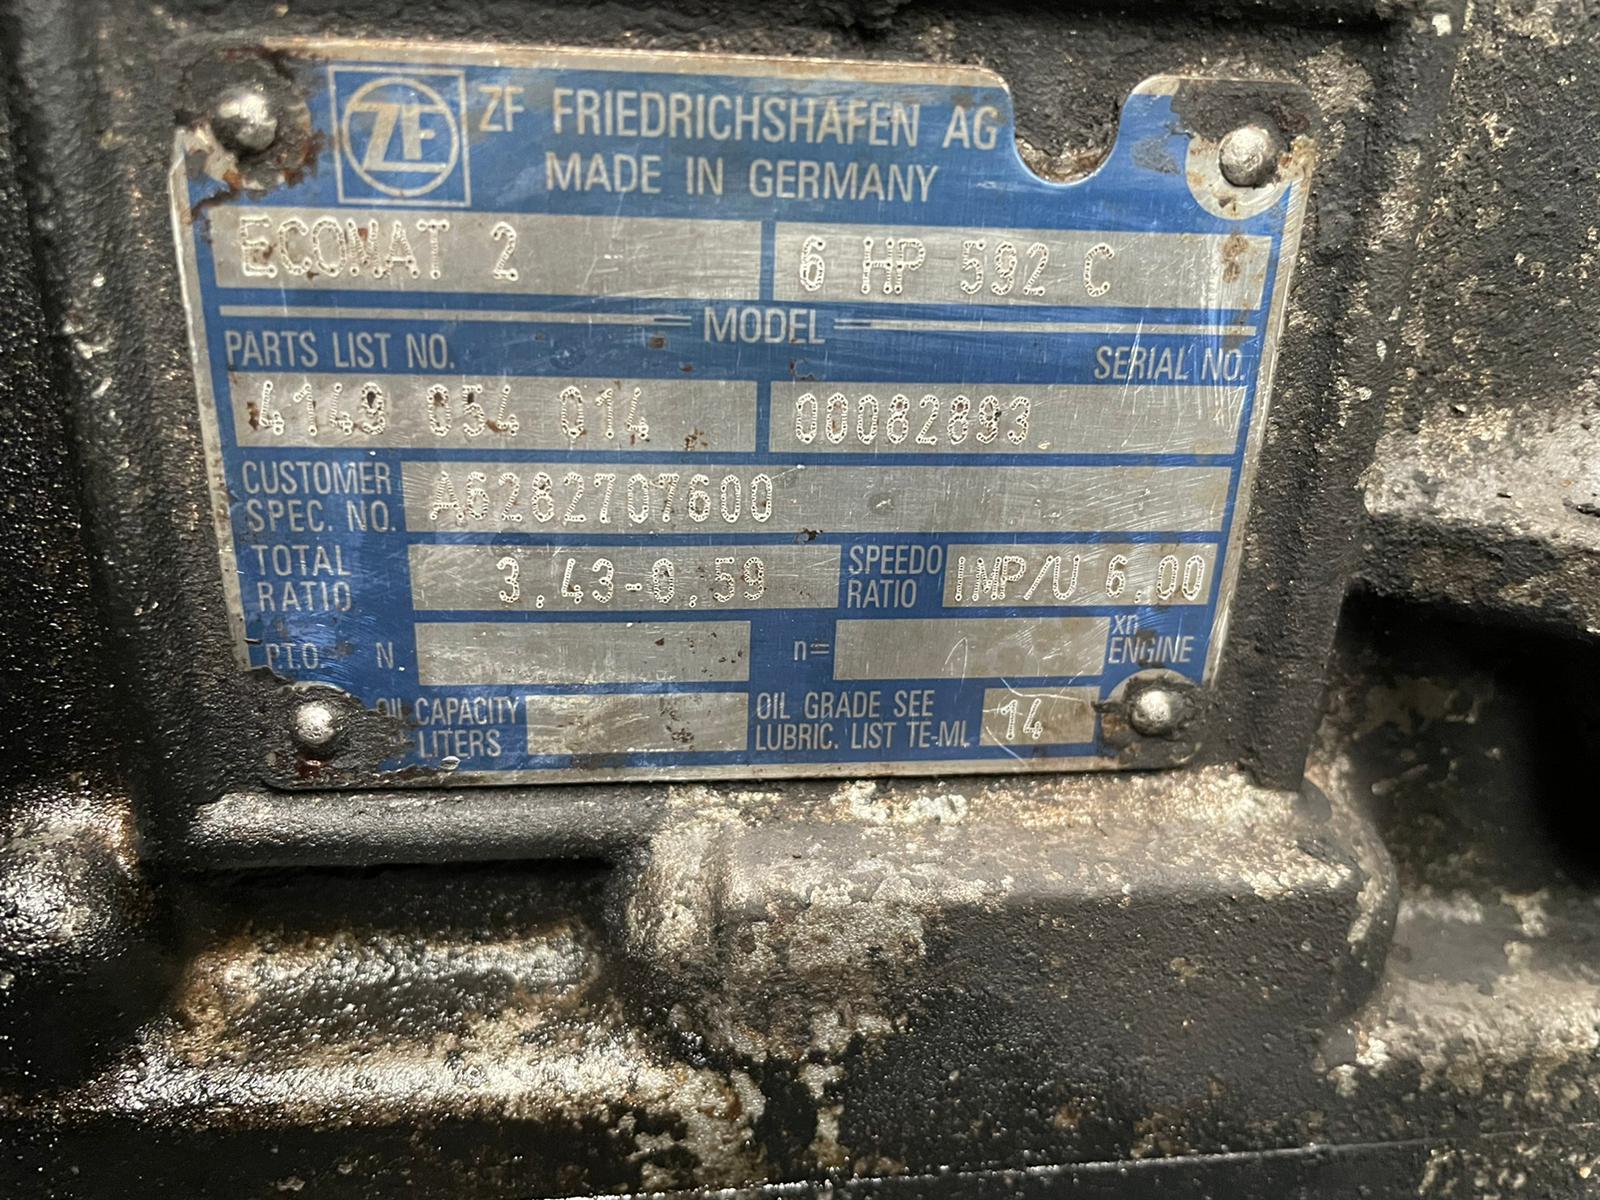 ZF ZF FRIEDRICHSHAFEN AG
MADE IN GERMANY
ECOMAT 2 6 HP 592 C
MODEL
PARTS LIST NO. SERIAL NO.
4149 054 014 00082893
CUSTOMER
SPEC. NO. A6282707600
TOTAL
RATIO 3,43-0,59 SPEEDO
RATIO IMP/U 6,00
P.T.O. N n= xn
ENGINE
OIL CAPACITY
LITERS OIL GRADE SEE
LUBRIC. LIST TE-ML 14